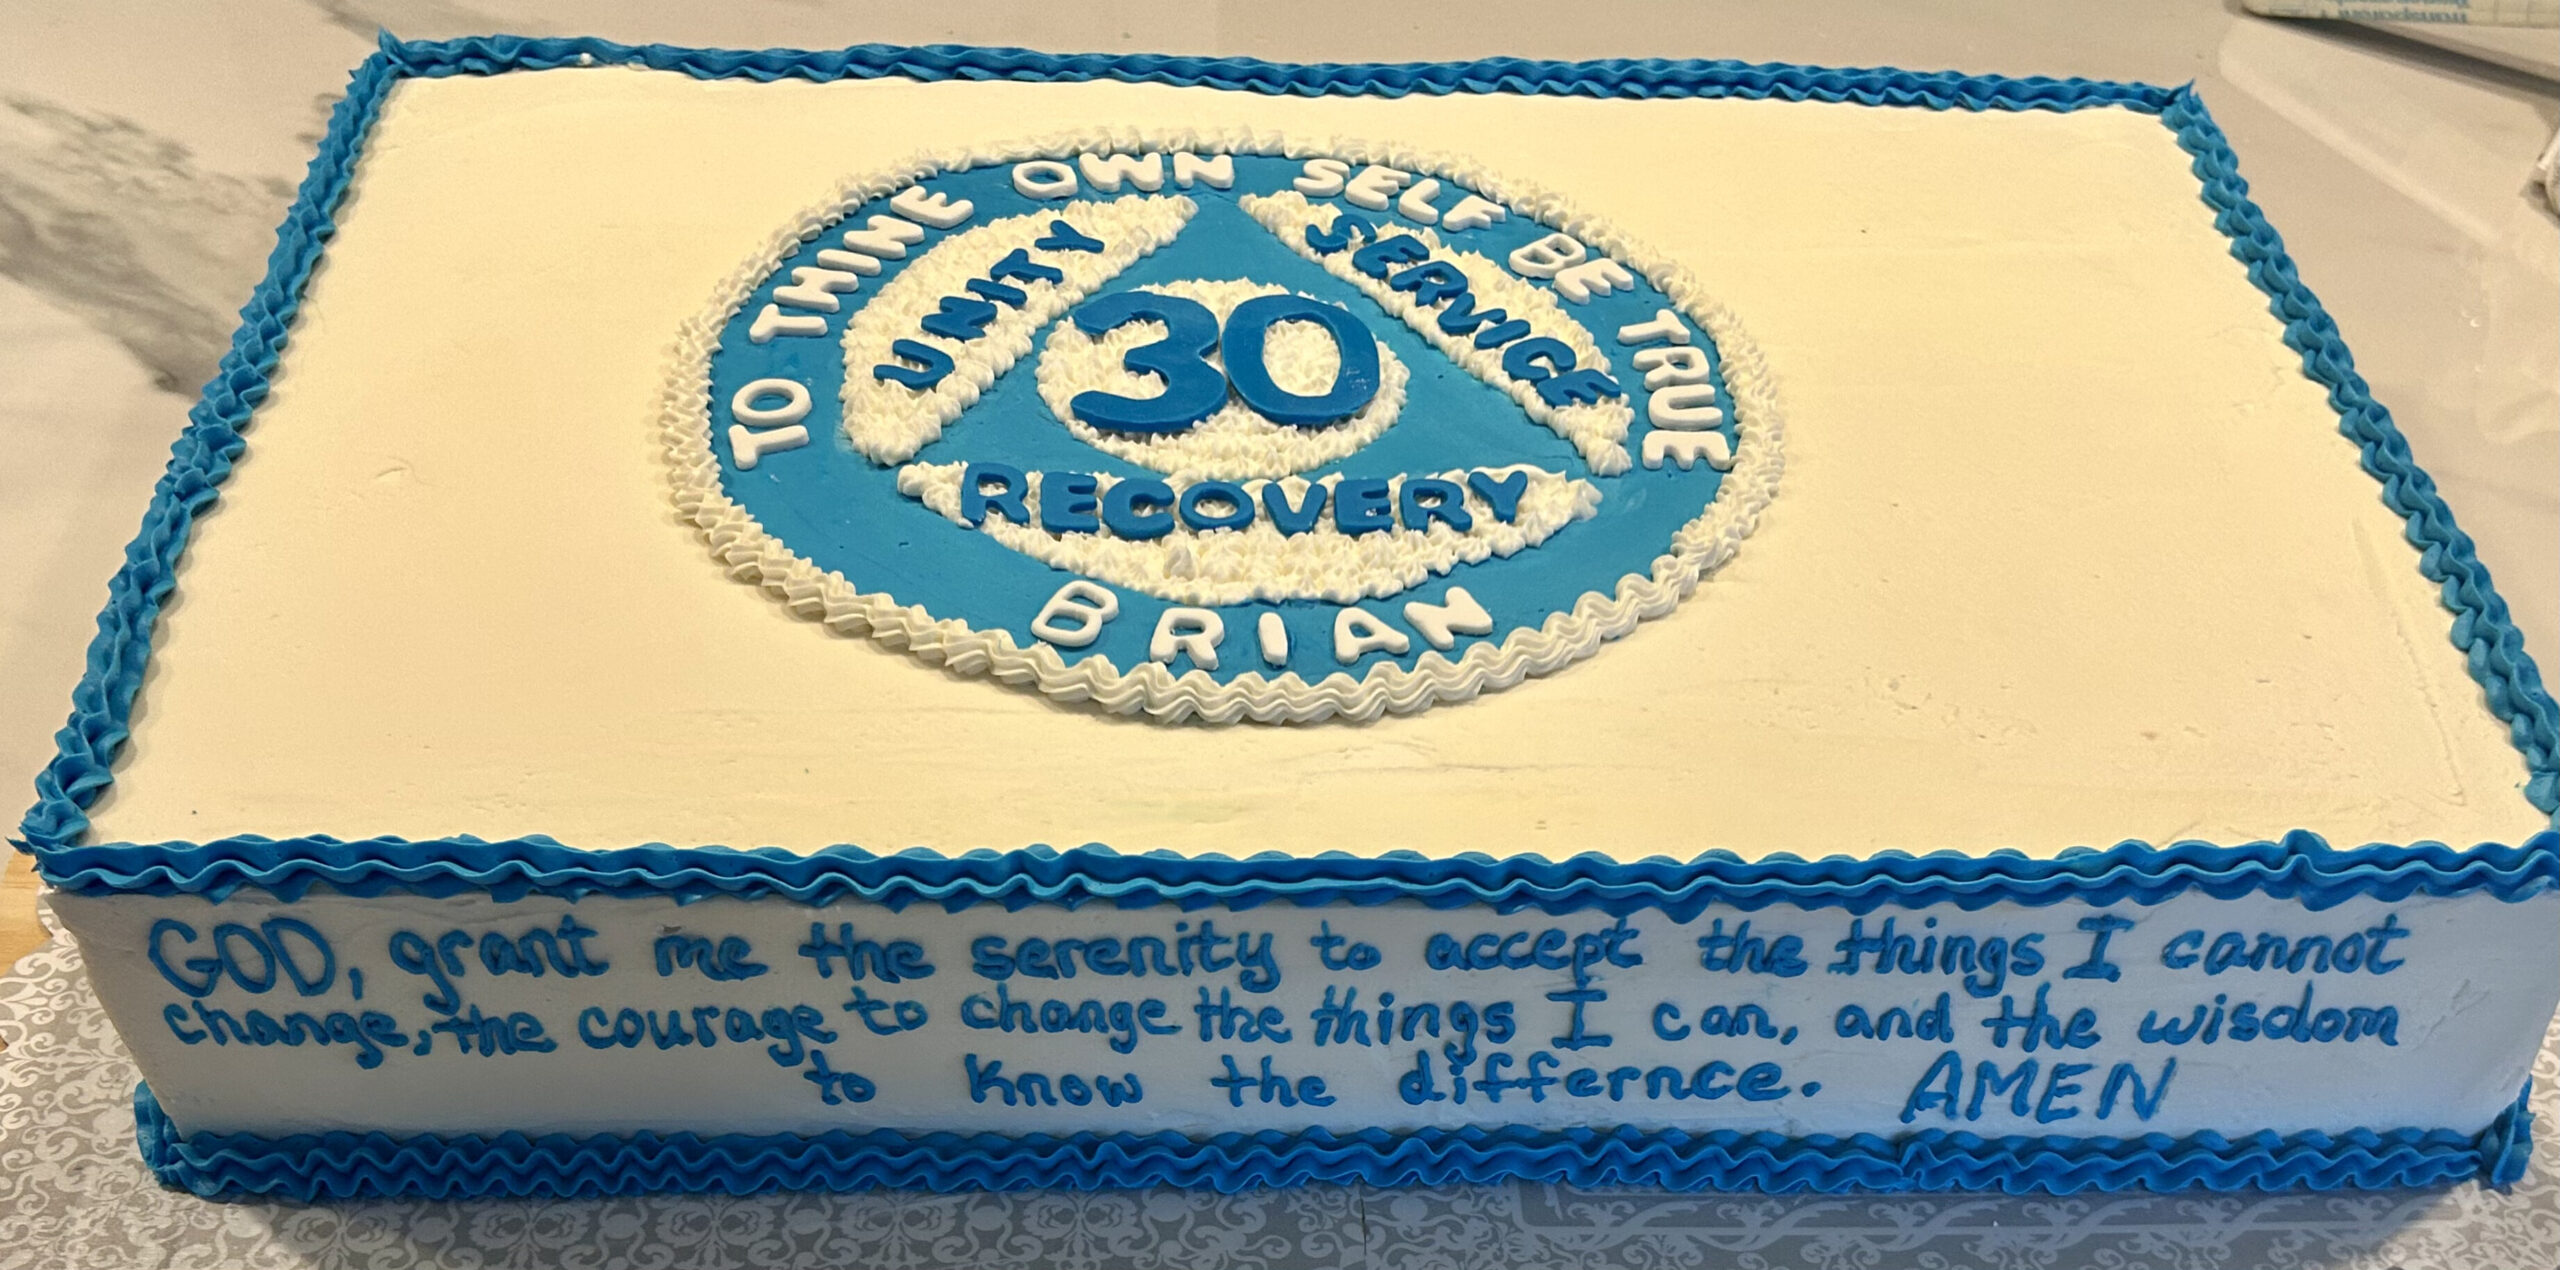 TO THINE OWN SELF BE TRUE
UNITY
SERVICE
30
RECOVERY
BRIAN
GOD, grant me the serenity to accept the things I cannot
change, the courage to change the things I can, and the wisdom
to know the differnce. AMEN